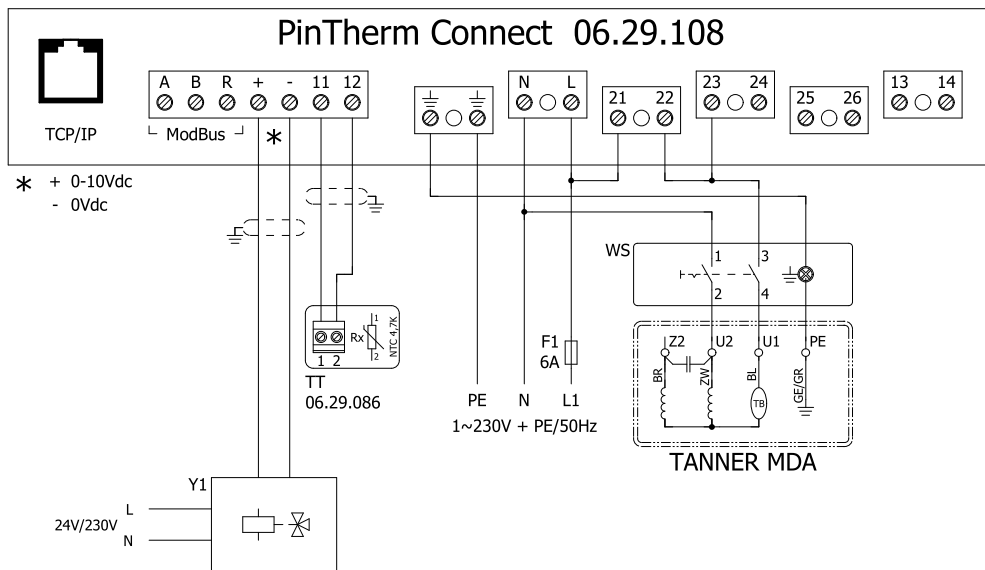 PinTherm Connect 06.29.108
TCP/IP
A B R + - 11 12
ModBus *
N L
21 22
23 24
25 26
13 14
* + 0-10Vdc
- 0Vdc
WS
1 3
2 4
Rx
1
2
NTC 4,7K
1 2
TT
06.29.086
F1
6A
PE N L1
1~230V + PE/50Hz
Z2 U2 U1 PE
BR ZW BL GE/GR
TB
TANNER MDA
Y1
L
24V/230V
N